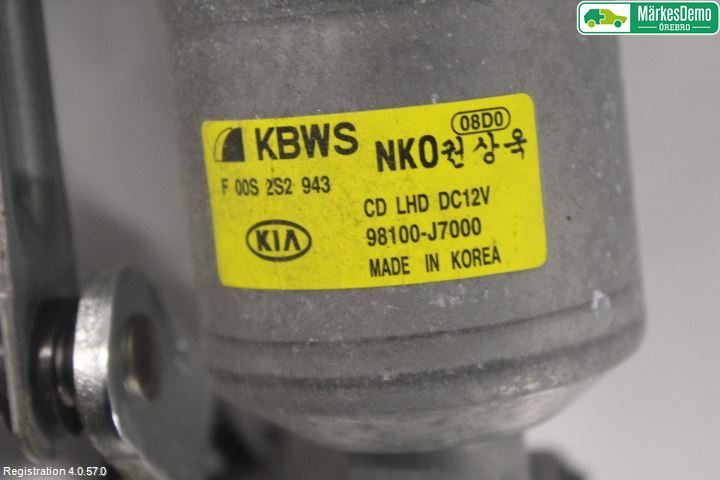 MärkesDemo
ÖREBRO
KBWS
08D0
NKO권상욱
F 00S 2S2 943
CD LHD DC12V
KIA
98100-J7000
MADE IN KOREA
Registration 4.0.57.0